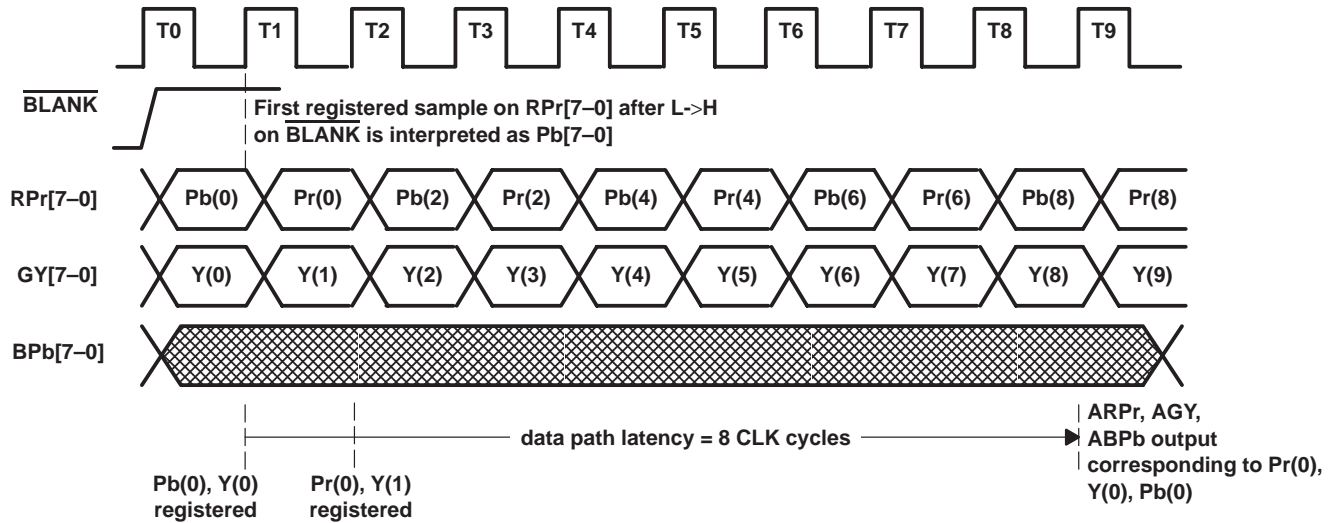 T0 T1 T2 T3 T4 T5 T6 T7 T8 T9
BLANK
First registered sample on RPr[7–0] after L->H
on BLANK is interpreted as Pb[7–0]
RPr[7–0] Pb(0) Pr(0) Pb(2) Pr(2) Pb(4) Pr(4) Pb(6) Pr(6) Pb(8) Pr(8)
GY[7–0] Y(0) Y(1) Y(2) Y(3) Y(4) Y(5) Y(6) Y(7) Y(8) Y(9)
BPb[7–0]
data path latency = 8 CLK cycles
ARPr, AGY,
ABPb output
corresponding to Pr(0),
Y(0), Pb(0)
Pb(0), Y(0)
registered
Pr(0), Y(1)
registered